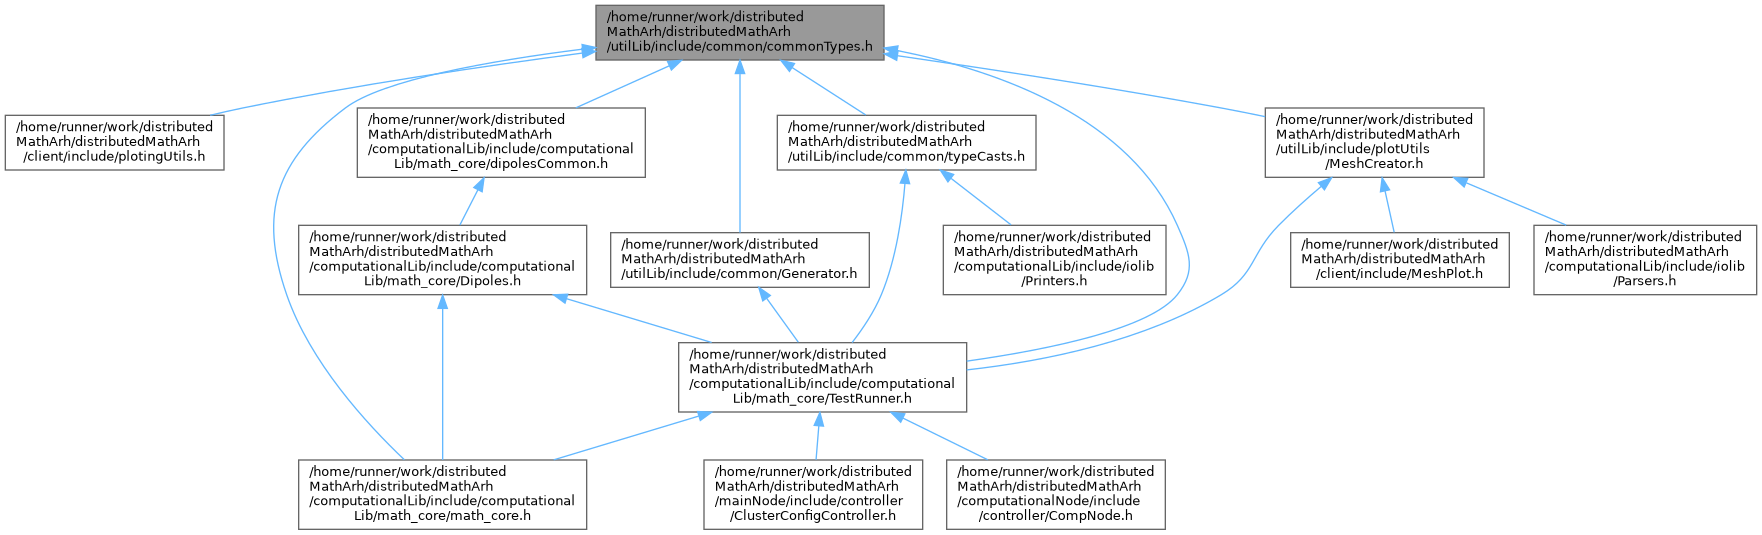 /home/runner/work/distributed
MathArh/distributedMathArh
/utilLib/include/common/commonTypes.h
/home/runner/work/distributed
MathArh/distributedMathArh
/client/include/plotingUtils.h
/home/runner/work/distributed
MathArh/distributedMathArh
/computationalLib/include/computational
Lib/math_core/dipolesCommon.h
/home/runner/work/distributed
MathArh/distributedMathArh
/utilLib/include/common/typeCasts.h
/home/runner/work/distributed
MathArh/distributedMathArh
/utilLib/include/plotUtils
/MeshCreator.h
/home/runner/work/distributed
MathArh/distributedMathArh
/computationalLib/include/computational
Lib/math_core/Dipoles.h
/home/runner/work/distributed
MathArh/distributedMathArh
/utilLib/include/common/Generator.h
/home/runner/work/distributed
MathArh/distributedMathArh
/computationalLib/include/iolib
/Printers.h
/home/runner/work/distributed
MathArh/distributedMathArh
/client/include/MeshPlot.h
/home/runner/work/distributed
MathArh/distributedMathArh
/computationalLib/include/iolib
/Parsers.h
/home/runner/work/distributed
MathArh/distributedMathArh
/computationalLib/include/computational
Lib/math_core/TestRunner.h
/home/runner/work/distributed
MathArh/distributedMathArh
/computationalLib/include/computational
Lib/math_core/math_core.h
/home/runner/work/distributed
MathArh/distributedMathArh
/mainNode/include/controller
/ClusterConfigController.h
/home/runner/work/distributed
MathArh/distributedMathArh
/computationalNode/include
/controller/CompNode.h